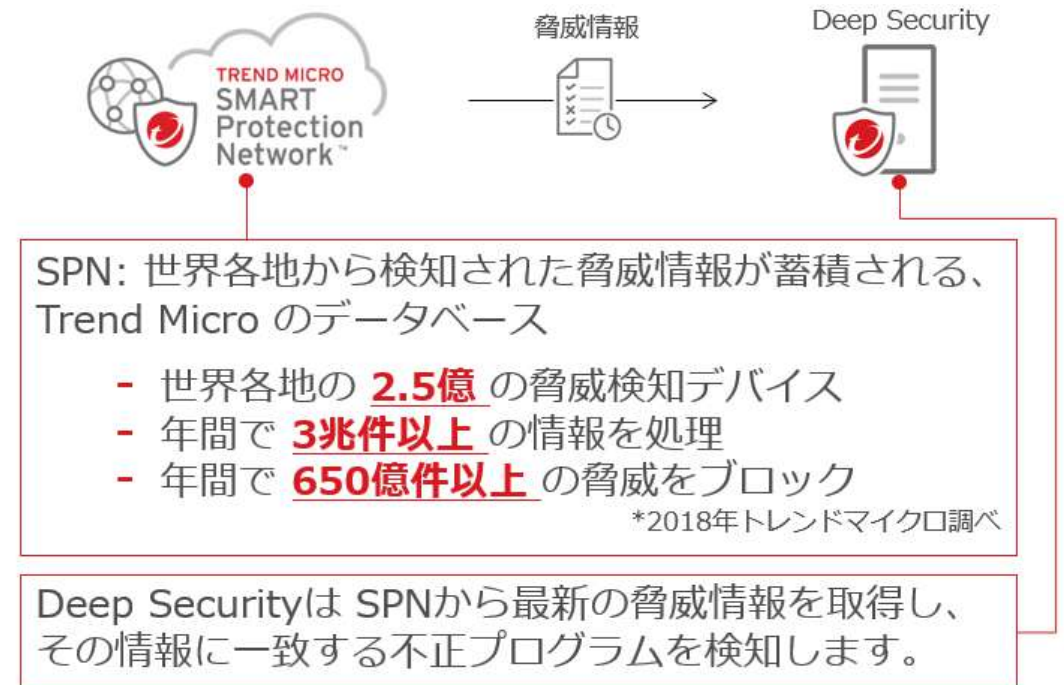 脅威情報
Deep Security
TREND MICRO
SMART
Protection
Network™
SPN: 世界各地から検知された脅威情報が蓄積される、
Trend Micro のデータベース
- 世界各地の 2.5億 の脅威検知デバイス
- 年間で 3兆件以上 の情報を処理
- 年間で 650億件以上 の脅威をブロック
*2018年トレンドマイクロ調べ
Deep Securityは SPNから最新の脅威情報を取得し、
その情報に一致する不正プログラムを検知します。